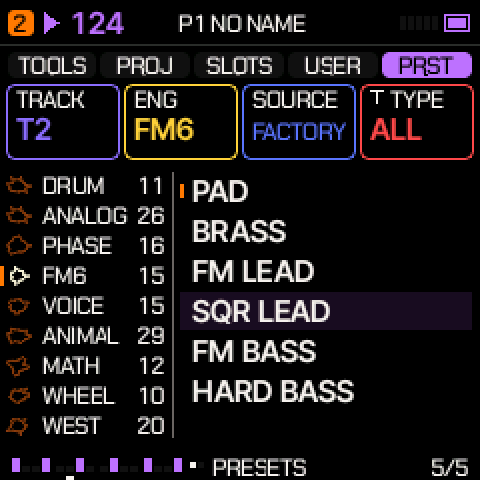 2 124 P1 NO NAME
TOOLS PROJ SLOTS USER PRST
TRACK ENG SOURCE TYPE
T2 FM6 FACTORY ALL
DRUM 11
ANALOG 26
PHASE 16
FM6 15
VOICE 15
ANIMAL 29
MATH 12
WHEEL 10
WEST 20
PAD
BRASS
FM LEAD
SQR LEAD
FM BASS
HARD BASS
PRESETS 5/5